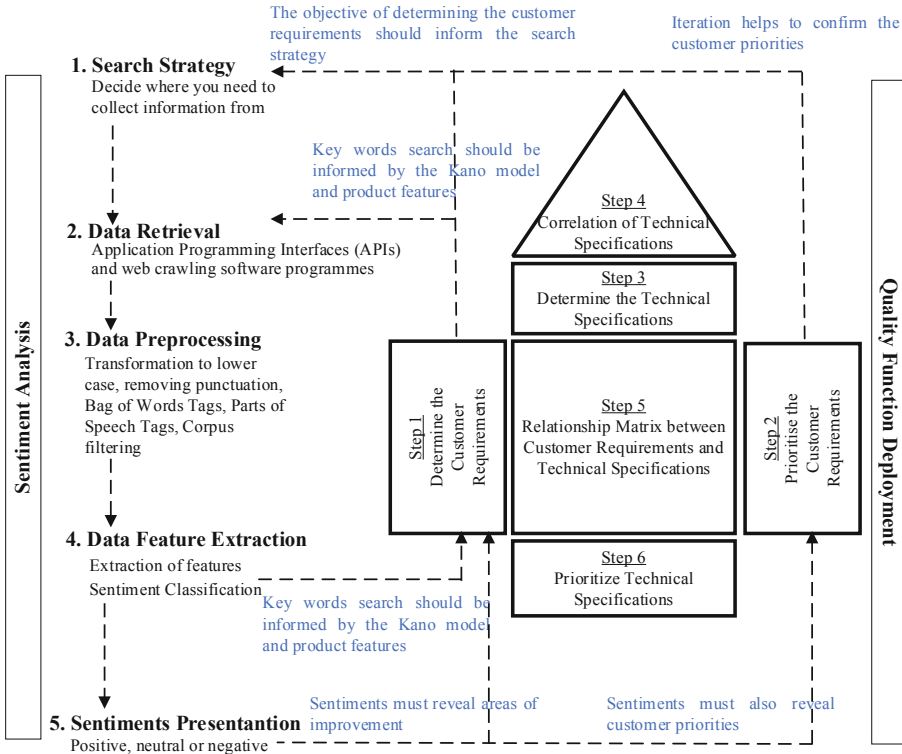 The objective of determining the customer
requirements should inform the search
strategy
Iteration helps to confirm the
customer priorities
Sentiment Analysis
1. Search Strategy
Decide where you need to
collect information from
Key words search should be
informed by the Kano model
and product features
2. Data Retrieval
Application Programming Interfaces (APIs)
and web crawling software programmes
3. Data Preprocessing
Transformation to lower
case, removing punctuation,
Bag of Words Tags, Parts of
Speech Tags, Corpus
filtering
4. Data Feature Extraction
Extraction of features
Sentiment Classification
Key words search should be
informed by the Kano model
and product features
5. Sentiments Presentantion
Positive, neutral or negative
Sentiments must reveal areas of
improvement
Sentiments must also reveal
customer priorities
Step 4
Correlation of Technical
Specifications
Step 3
Determine the Technical
Specifications
Step 1
Determine the
Customer
Requirements
Step 5
Relationship Matrix between
Customer Requirements and
Technical Specifications
Step 2
Prioritise the
Customer
Requirements
Step 6
Prioritize Technical
Specifications
Quality Function Deployment